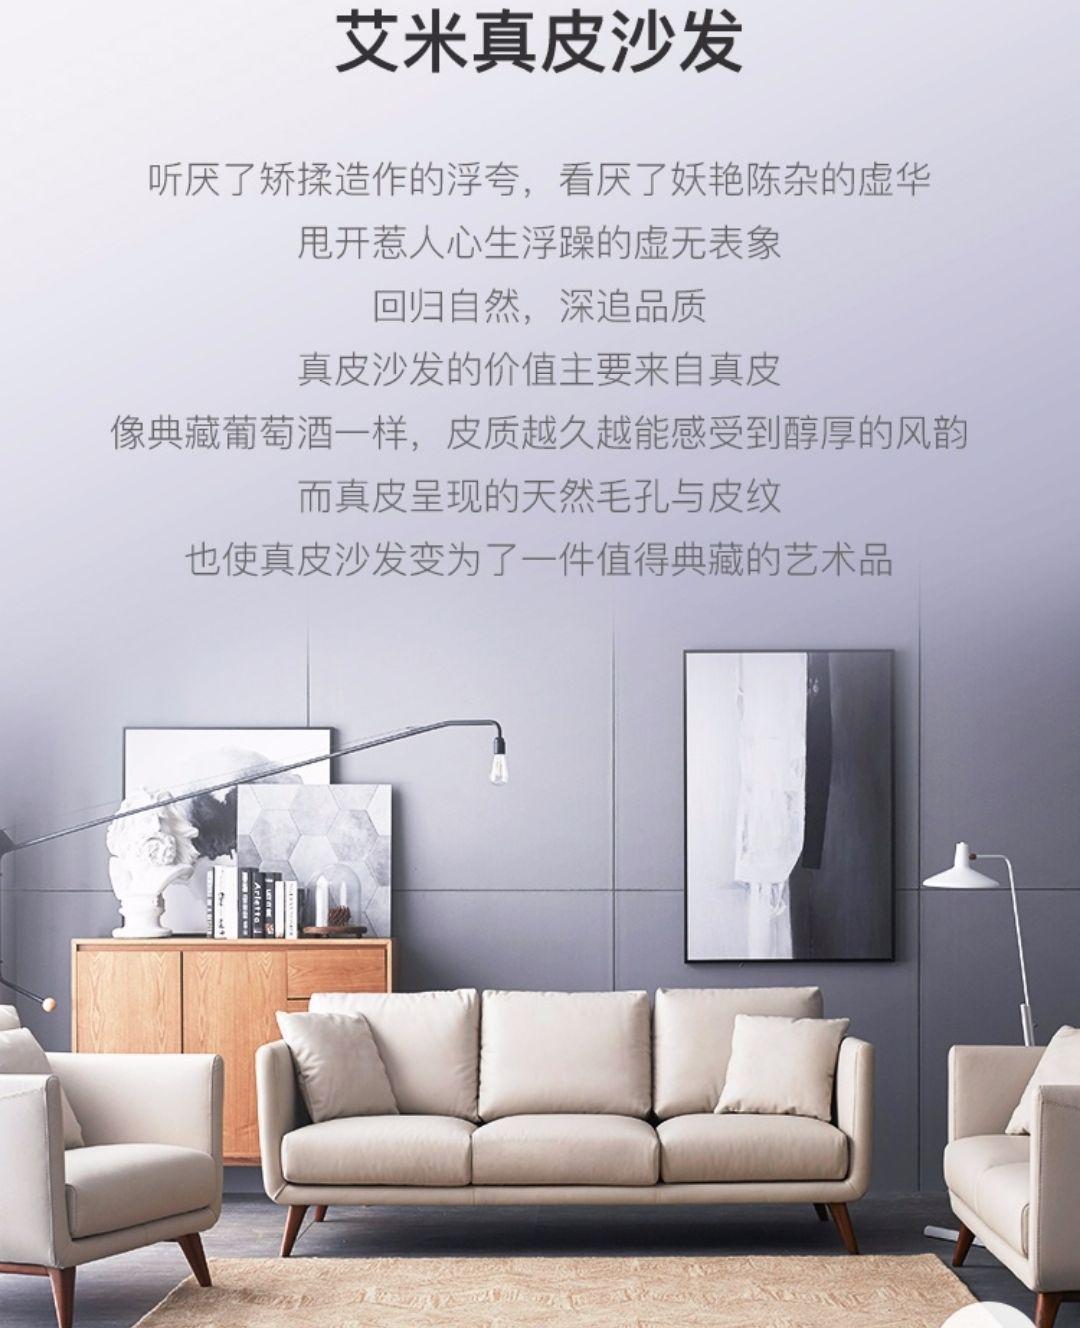 艾米真皮沙发
听厌了矫揉造作的浮夸，看厌了妖艳陈杂的虚华
甩开惹人心生浮躁的虚无表象
回归自然，深追品质
真皮沙发的价值主要来自真皮
像典藏葡萄酒一样，皮质越久越能感受到醇厚的风韵
而真皮呈现的天然毛孔与皮纹
也使真皮沙发变为了一件值得典藏的艺术品
Arletta